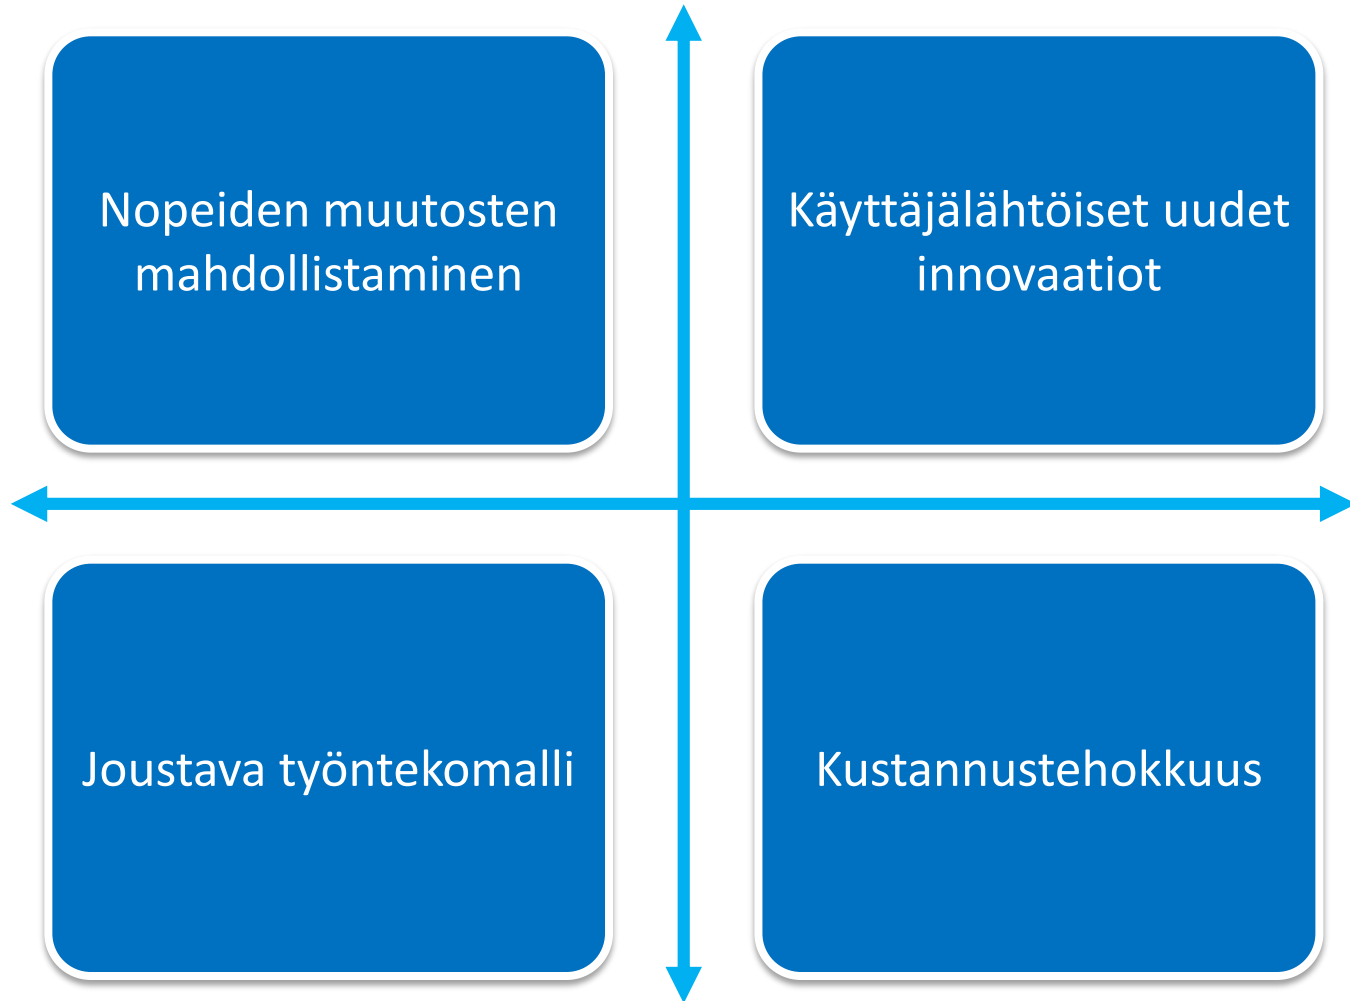 Nopeiden muutosten
mahdollistaminen
Käyttäjälähtöiset uudet
innovaatiot
Joustava työntekomalli
Kustannustehokkuus